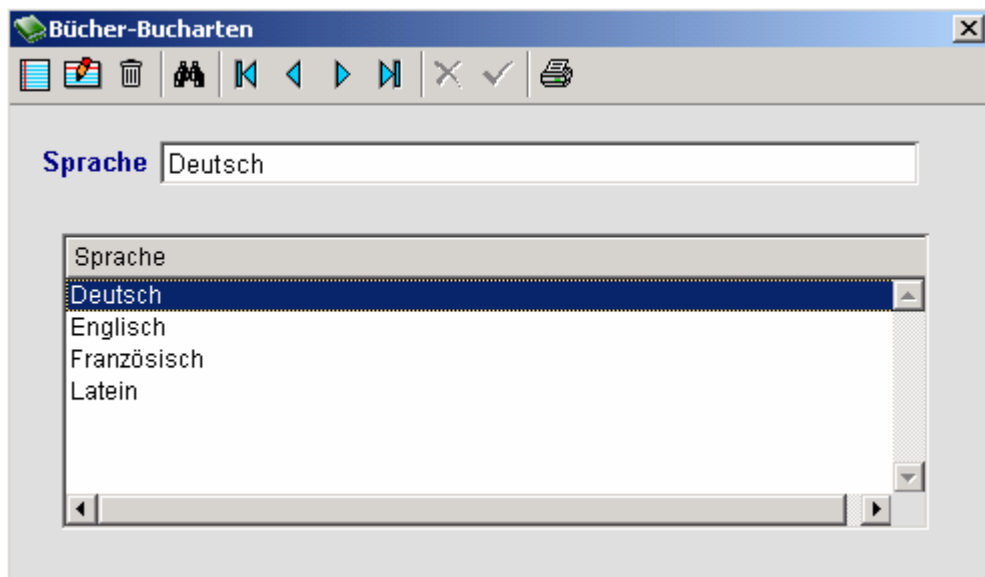 Bücher-Bucharten
Sprache Deutsch
Sprache
Deutsch
Englisch
Französisch
Latein